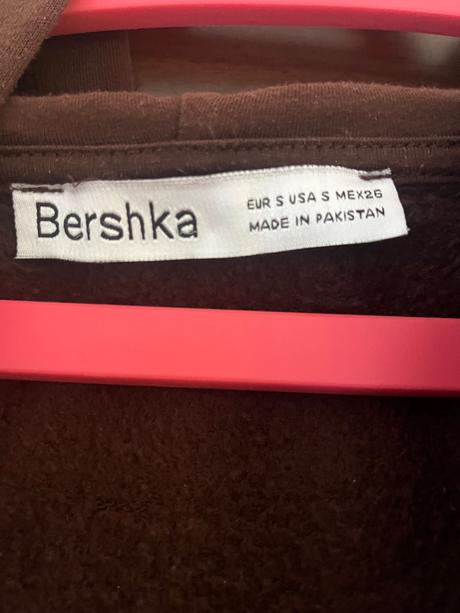 Bershka
EUR S USA S MEX26
MADE IN PAKISTAN